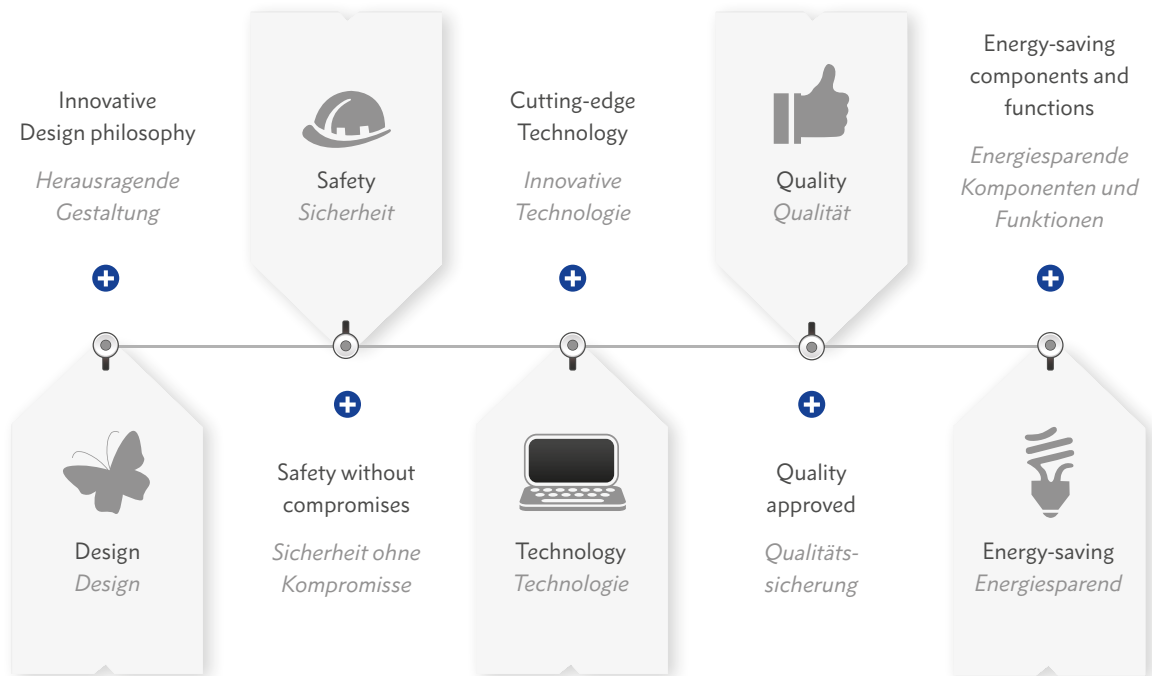 Innovative
Design philosophy
Herausragende
Gestaltung
Design
Design
Safety
Sicherheit
Safety without
compromises
Sicherheit ohne
Kompromisse
Cutting-edge
Technology
Innovative
Technologie
Technology
Technologie
Quality
Qualität
Quality
approved
Qualitäts-
sicherung
Energy-saving
components and
functions
Energiesparende
Komponenten und
Funktionen
Energy-saving
Energiesparend